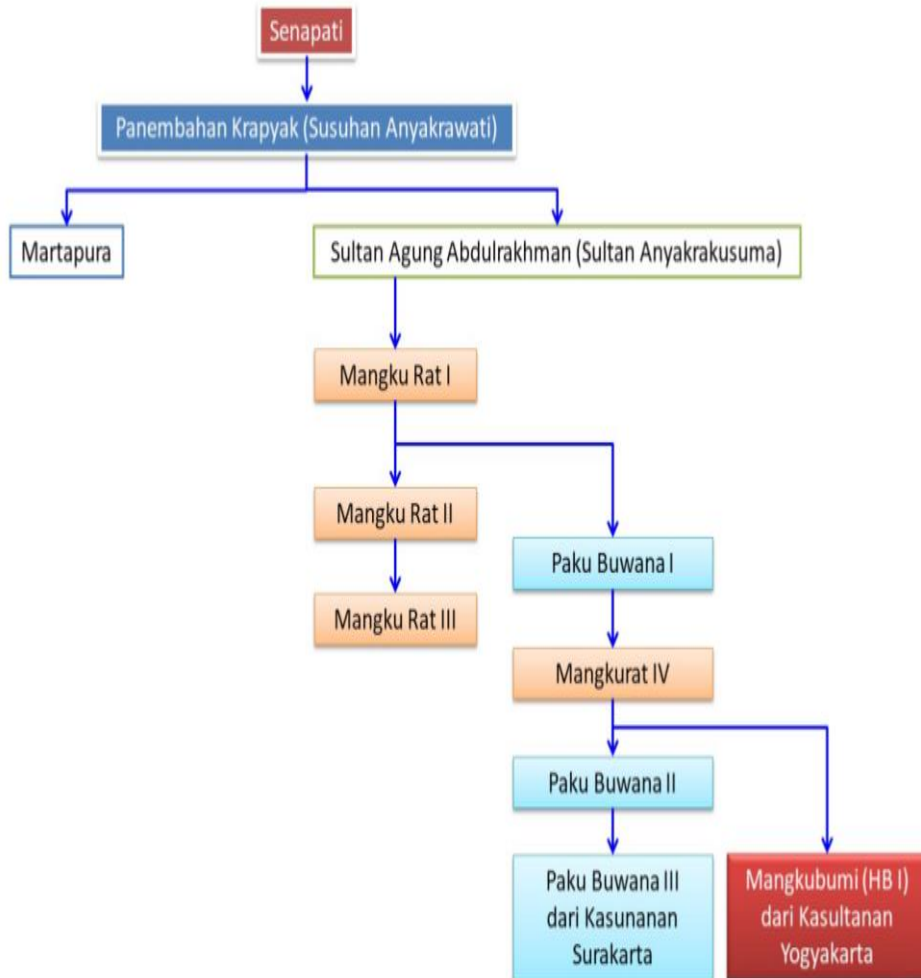 Senapati
Panembahan Krapyak (Susuhan Anyakrawati)
Martapura
Sultan Agung Abdulrakhman (Sultan Anyakrakusuma)
Mangku Rat I
Mangku Rat II
Paku Buwana I
Mangku Rat III
Mangkurat IV
Paku Buwana II
Paku Buwana III
dari Kasunanan
Surakarta
Mangkubumi (HB I)
dari Kasultanan
Yogyakarta